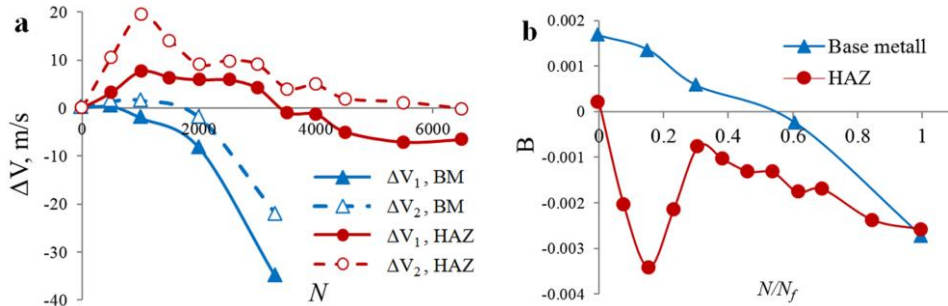 a
20
10
0
-10
-20
-30
-40
ΔV, m/s
0
2000
4000
6000
N
ΔV1, BM
ΔV2, BM
ΔV1, HAZ
ΔV2, HAZ
b
0.002
0.001
0
-0.001
-0.002
-0.003
-0.004
B
0
0.2
0.4
0.6
0.8
1
N/Nf
Base metall
HAZ